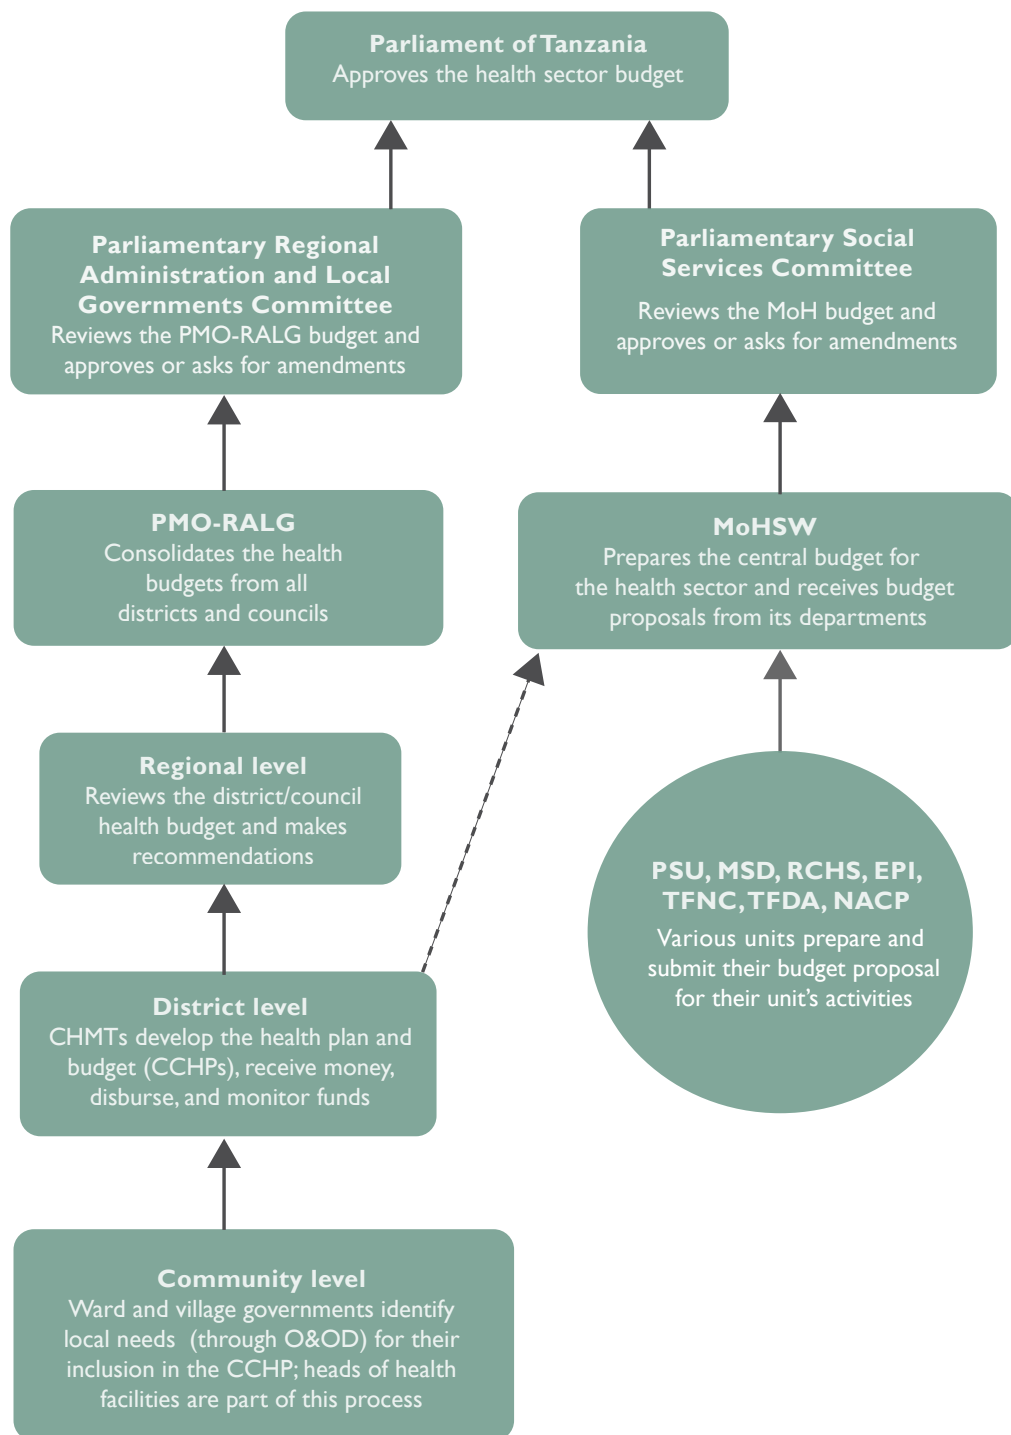 Parliament of Tanzania
Approves the health sector budget
Parliamentary Regional
Administration and Local
Governments Committee
Reviews the PMO-RALG budget and
approves or asks for amendments
Parliamentary Social
Services Committee
Reviews the MoH budget and
approves or asks for amendments
PMO-RALG
Consolidates the health
budgets from all
districts and councils
MoHSW
Prepares the central budget for
the health sector and receives budget
proposals from its departments
Regional level
Reviews the district/council
health budget and makes
recommendations
PSU, MSD, RCHS, EPI,
TFNC, TFDA, NACP
Various units prepare and
submit their budget proposal
for their unit’s activities
District level
CHMTs develop the health plan and
budget (CCHPs), receive money,
disburse, and monitor funds
Community level
Ward and village governments identify
local needs (through O&OD) for their
inclusion in the CCHP; heads of health
facilities are part of this process